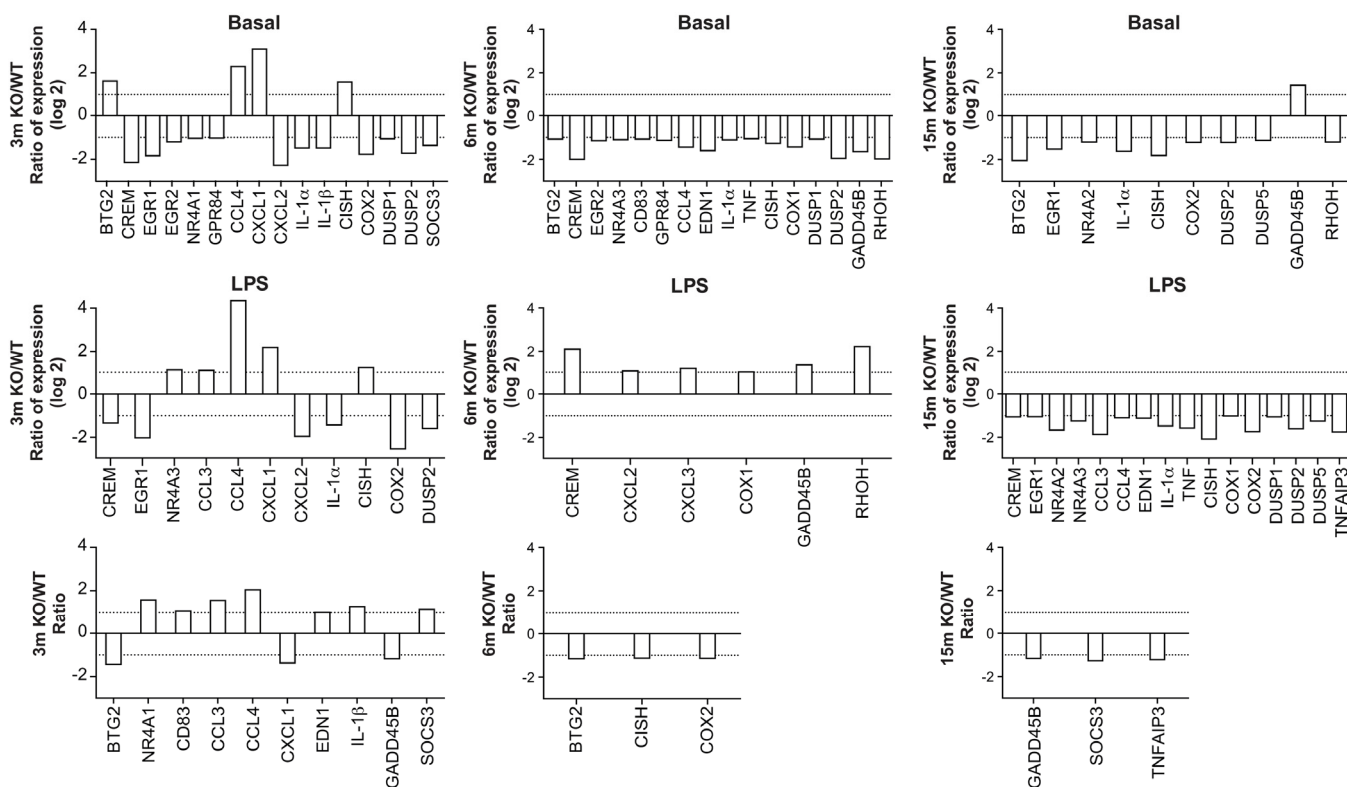 Basal
3m KO/WT
Ratio of expression
(log 2)
4
2
0
-2
BTG2
CREM
EGR1
EGR2
NR4A1
GPR84
CCL4
CXCL1
CXCL2
IL-1α
IL-1β
CISH
COX2
DUSP1
DUSP2
SOCS3
Basal
6m KO/WT
Ratio of expression
(log 2)
4
2
0
-2
BTG2
CREM
EGR2
NR4A3
CD83
GPR84
CCL4
EDN1
IL-1α
TNF
CISH
COX1
DUSP1
DUSP2
GADD45B
RHOH
Basal
15m KO/WT
Ratio of expression
(log 2)
4
2
0
-2
BTG2
EGR1
NR4A2
IL-1α
CISH
COX2
DUSP2
DUSP5
GADD45B
RHOH
LPS
3m KO/WT
Ratio of expression
(log 2)
4
2
0
-2
CREM
EGR1
NR4A3
CCL3
CCL4
CXCL1
CXCL2
IL-1α
CISH
COX2
DUSP2
LPS
6m KO/WT
Ratio of expression
(log 2)
4
2
0
-2
CREM
CXCL2
CXCL3
COX1
GADD45B
RHOH
LPS
15m KO/WT
Ratio of expression
(log 2)
4
2
0
-2
CREM
EGR1
NR4A2
NR4A3
CCL3
CCL4
EDN1
IL-1α
TNF
CISH
COX1
COX2
DUSP1
DUSP2
DUSP5
TNFAIP3
3m KO/WT
Ratio
4
2
0
-2
BTG2
NR4A1
CD83
CCL3
CCL4
CXCL1
EDN1
IL-1β
GADD45B
SOCS3
6m KO/WT
Ratio
4
2
0
-2
BTG2
CISH
COX2
15m KO/WT
Ratio
4
2
0
-2
GADD45B
SOCS3
TNFAIP3